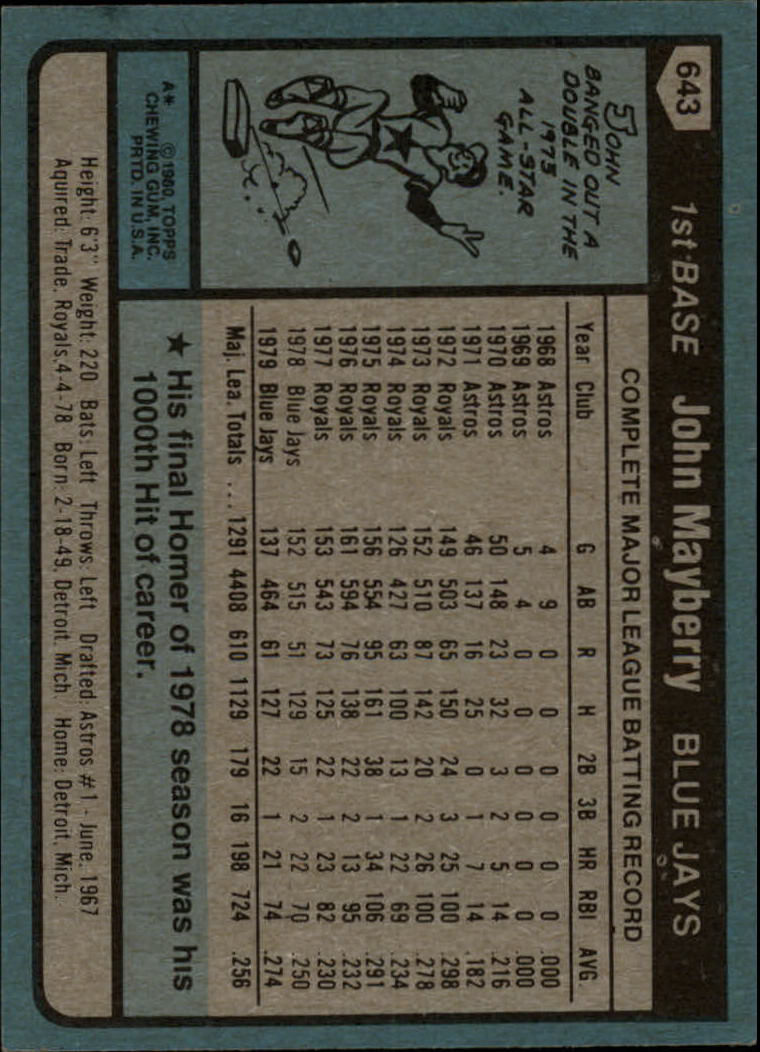 643
1st BASE John Mayberry BLUE JAYS
JOHN
BANGED OUT A
DOUBLE IN THE
1973
ALL-STAR
GAME.
A* © 1980, TOPPS
CHEWING GUM, INC.
PRTD. IN U.S.A.
COMPLETE MAJOR LEAGUE BATTING RECORD
Year Club G AB R H 2B 3B HR RBI AVG.
1968 Astros 4 9 0 0 0 0 0 0 .000
1969 Astros 5 4 0 0 0 0 0 0 .000
1970 Astros 50 148 23 32 3 2 5 14 .216
1971 Astros 46 137 16 25 0 1 7 14 .182
1972 Royals 149 503 65 150 24 3 25 100 .298
1973 Royals 152 510 87 142 20 2 26 100 .278
1974 Royals 126 427 63 100 13 1 22 69 .234
1975 Royals 156 554 95 161 38 1 34 106 .291
1976 Royals 161 594 76 138 22 2 13 95 .232
1977 Royals 153 543 73 125 22 1 23 82 .230
1978 Blue Jays 152 515 51 129 15 2 22 70 .250
1979 Blue Jays 137 464 61 127 22 1 21 74 .274
Maj. Lea. Totals ... 1291 4408 610 1129 179 16 198 724 .256
★ His final Homer of 1978 season was his
1000th Hit of career.
Height: 6'3" Weight: 220 Bats: Left Throws: Left Drafted: Astros #1 - June, 1967
Aquired: Trade, Royals, 4-4-78 Born: 2-18-49, Detroit, Mich. Home: Detroit, Mich.